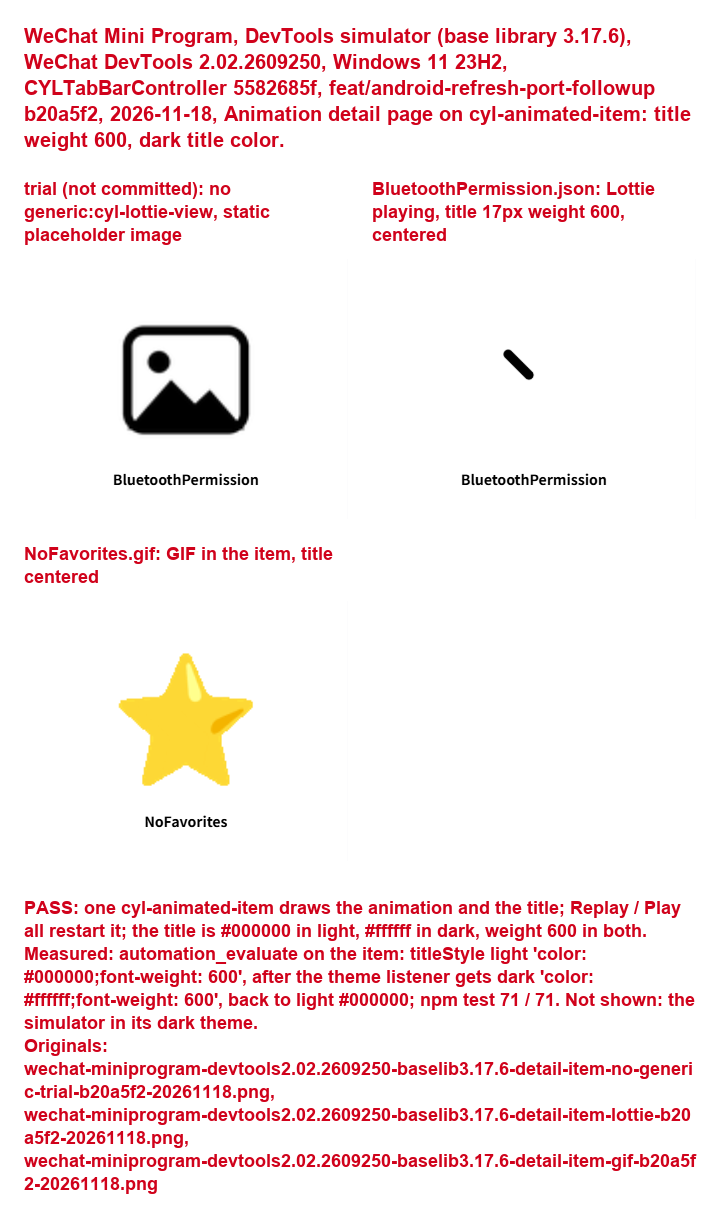 WeChat Mini Program, DevTools simulator (base library 3.17.6),
WeChat DevTools 2.02.2609250, Windows 11 23H2,
CYLTabBarController 5582685f, feat/android-refresh-port-followup
b20a5f2, 2026-11-18, Animation detail page on cyl-animated-item: title
weight 600, dark title color.
trial (not committed): no
generic:cyl-lottie-view, static
placeholder image
BluetoothPermission.json: Lottie
playing, title 17px weight 600,
centered
BluetoothPermission
BluetoothPermission
NoFavorites.gif: GIF in the item, title
centered
NoFavorites
PASS: one cyl-animated-item draws the animation and the title; Replay / Play
all restart it; the title is #000000 in light, #ffffff in dark, weight 600 in both.
Measured: automation_evaluate on the item: titleStyle light 'color:
#000000;font-weight: 600', after the theme listener gets dark 'color:
#ffffff;font-weight: 600', back to light #000000; npm test 71 / 71. Not shown: the
simulator in its dark theme.
Originals:
wechat-miniprogram-devtools2.02.2609250-baselib3.17.6-detail-item-no-generi
c-trial-b20a5f2-20261118.png,
wechat-miniprogram-devtools2.02.2609250-baselib3.17.6-detail-item-lottie-b20
a5f2-20261118.png,
wechat-miniprogram-devtools2.02.2609250-baselib3.17.6-detail-item-gif-b20a5f
2-20261118.png